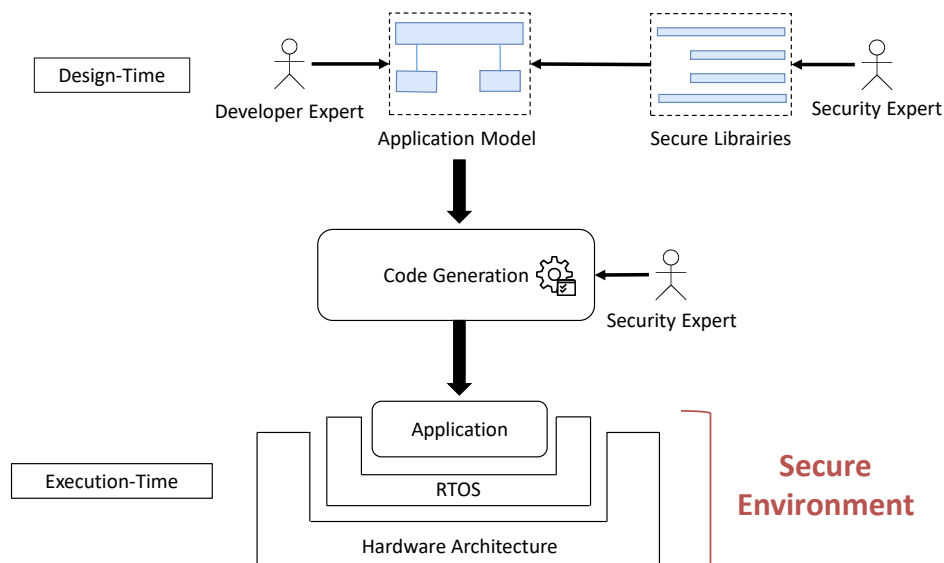 Design-Time
Developer Expert
Application Model
Secure Librairies
Security Expert
Code Generation
Security Expert
Application
RTOS
Hardware Architecture
Execution-Time
Secure
Environment